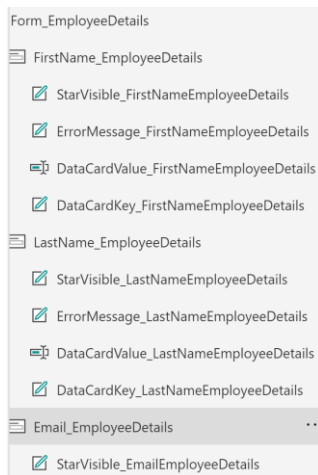 Form_EmployeeDetails
FirstName_EmployeeDetails
StarVisible_FirstNameEmployeeDetails
ErrorMessage_FirstNameEmployeeDetails
DataCardValue_FirstNameEmployeeDetails
DataCardKey_FirstNameEmployeeDetails
LastName_EmployeeDetails
StarVisible_LastNameEmployeeDetails
ErrorMessage_LastNameEmployeeDetails
DataCardValue_LastNameEmployeeDetails
DataCardKey_LastNameEmployeeDetails
Email_EmployeeDetails
StarVisible_EmailEmployeeDetails